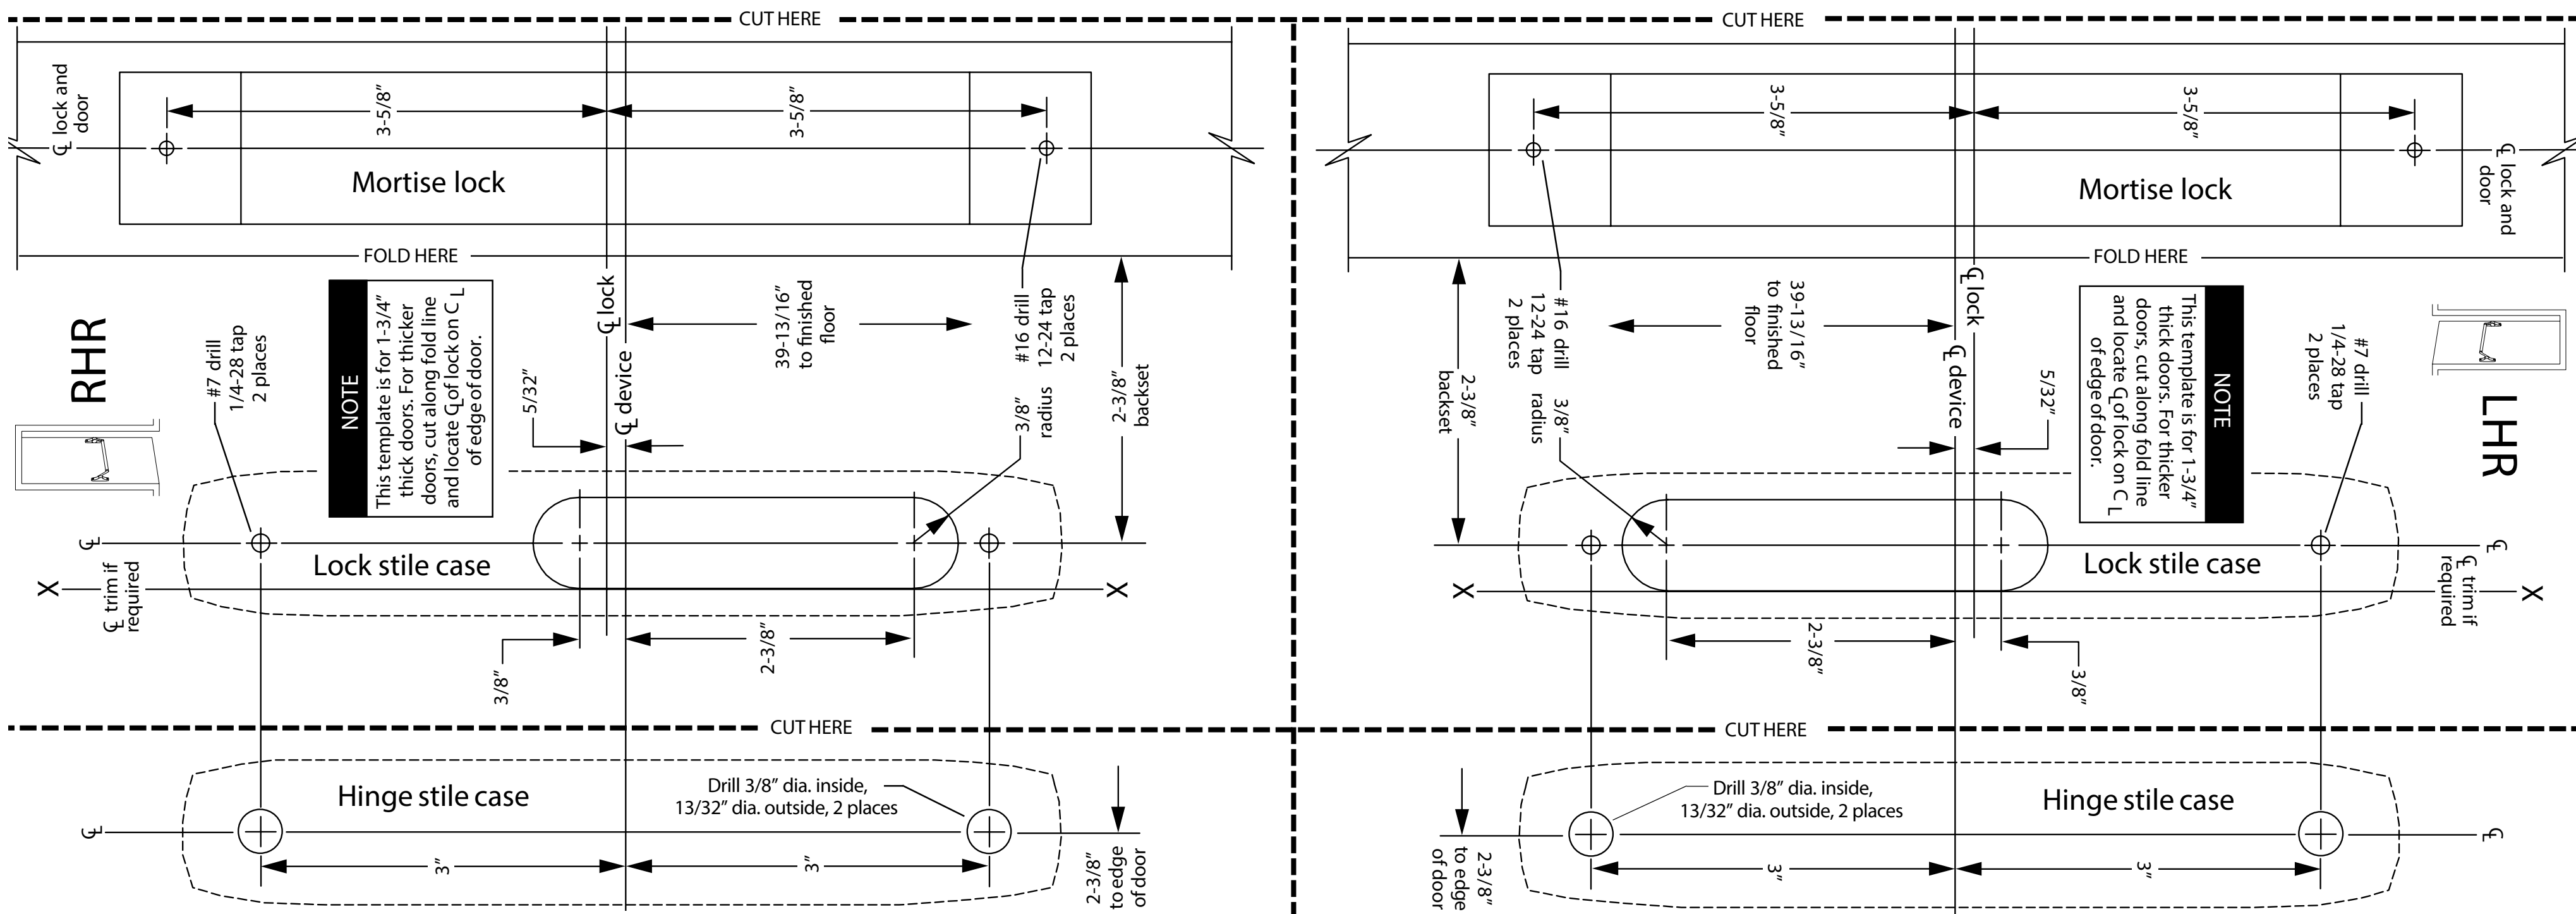 CUT HERE
CUT HERE
℄ lock and
door
3-5/8”
3-5/8”
Mortise lock
FOLD HERE
RHR
#7 drill
1/4-28 tap
2 places
NOTE
This template is for 1-3/4”
thick doors. For thicker
doors, cut along fold line
and locate ℄ of lock on ℄
of edge of door.
5/32”
℄ lock
℄ device
39-13/16”
to finished
floor
#16 drill
12-24 tap
2 places
3/8”
radius
2-3/8”
backset
℄
Lock stile case
X
℄ trim if
required
X
3/8”
2-3/8”
CUT HERE
Hinge stile case
Drill 3/8” dia. inside,
13/32” dia. outside, 2 places
℄
3”
3”
2-3/8”
to edge
of door
3-5/8”
3-5/8”
℄ lock and
door
Mortise lock
FOLD HERE
2-3/8”
backset
#16 drill
12-24 tap
2 places
3/8”
radius
39-13/16”
to finished
floor
℄ lock
℄ device
5/32”
NOTE
This template is for 1-3/4”
thick doors. For thicker
doors, cut along fold line
and locate ℄ of lock on ℄
of edge of door.
#7 drill
1/4-28 tap
2 places
LHR
Lock stile case
℄
X
℄ trim if
required
X
2-3/8”
3/8”
CUT HERE
Drill 3/8” dia. inside,
13/32” dia. outside, 2 places
Hinge stile case
℄
2-3/8”
to edge
of door
3”
3”